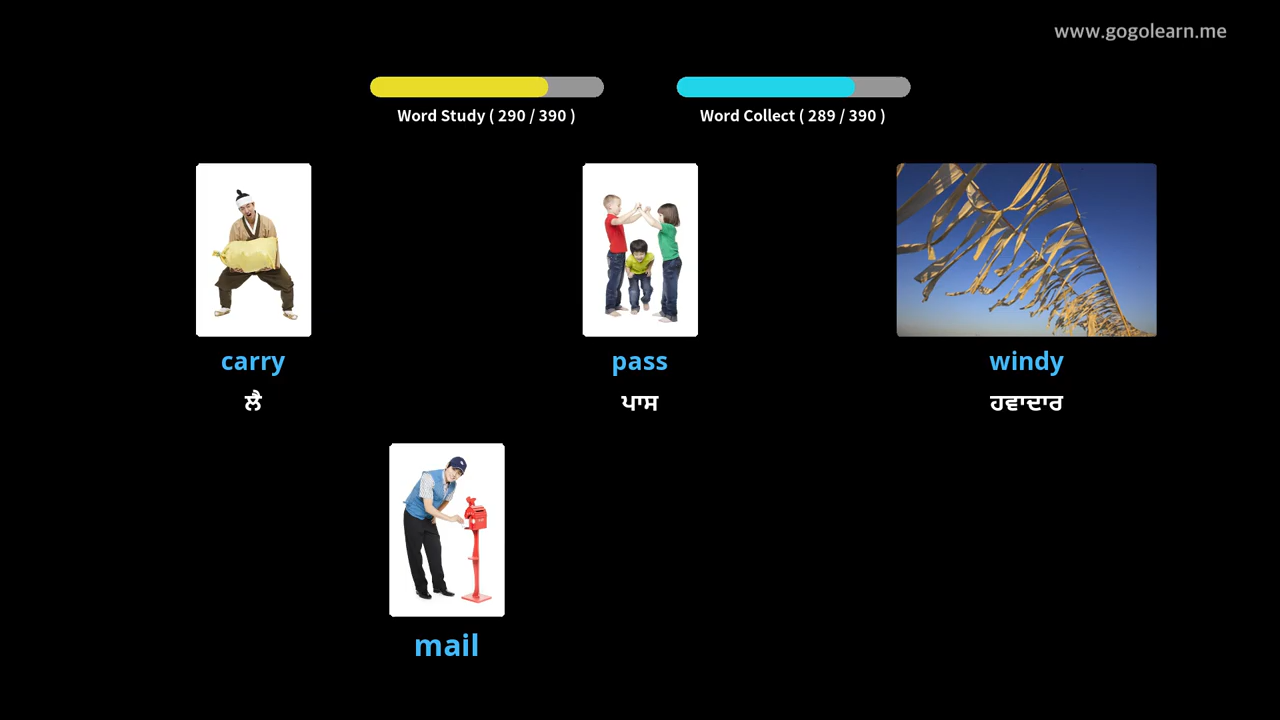 www.gogolearn.me
Word Study ( 290 / 390 )
Word Collect ( 289 / 390 )
carry
pass
windy
ਲੈ
ਪਾਸ
ਹਵਾਦਾਰ
mail